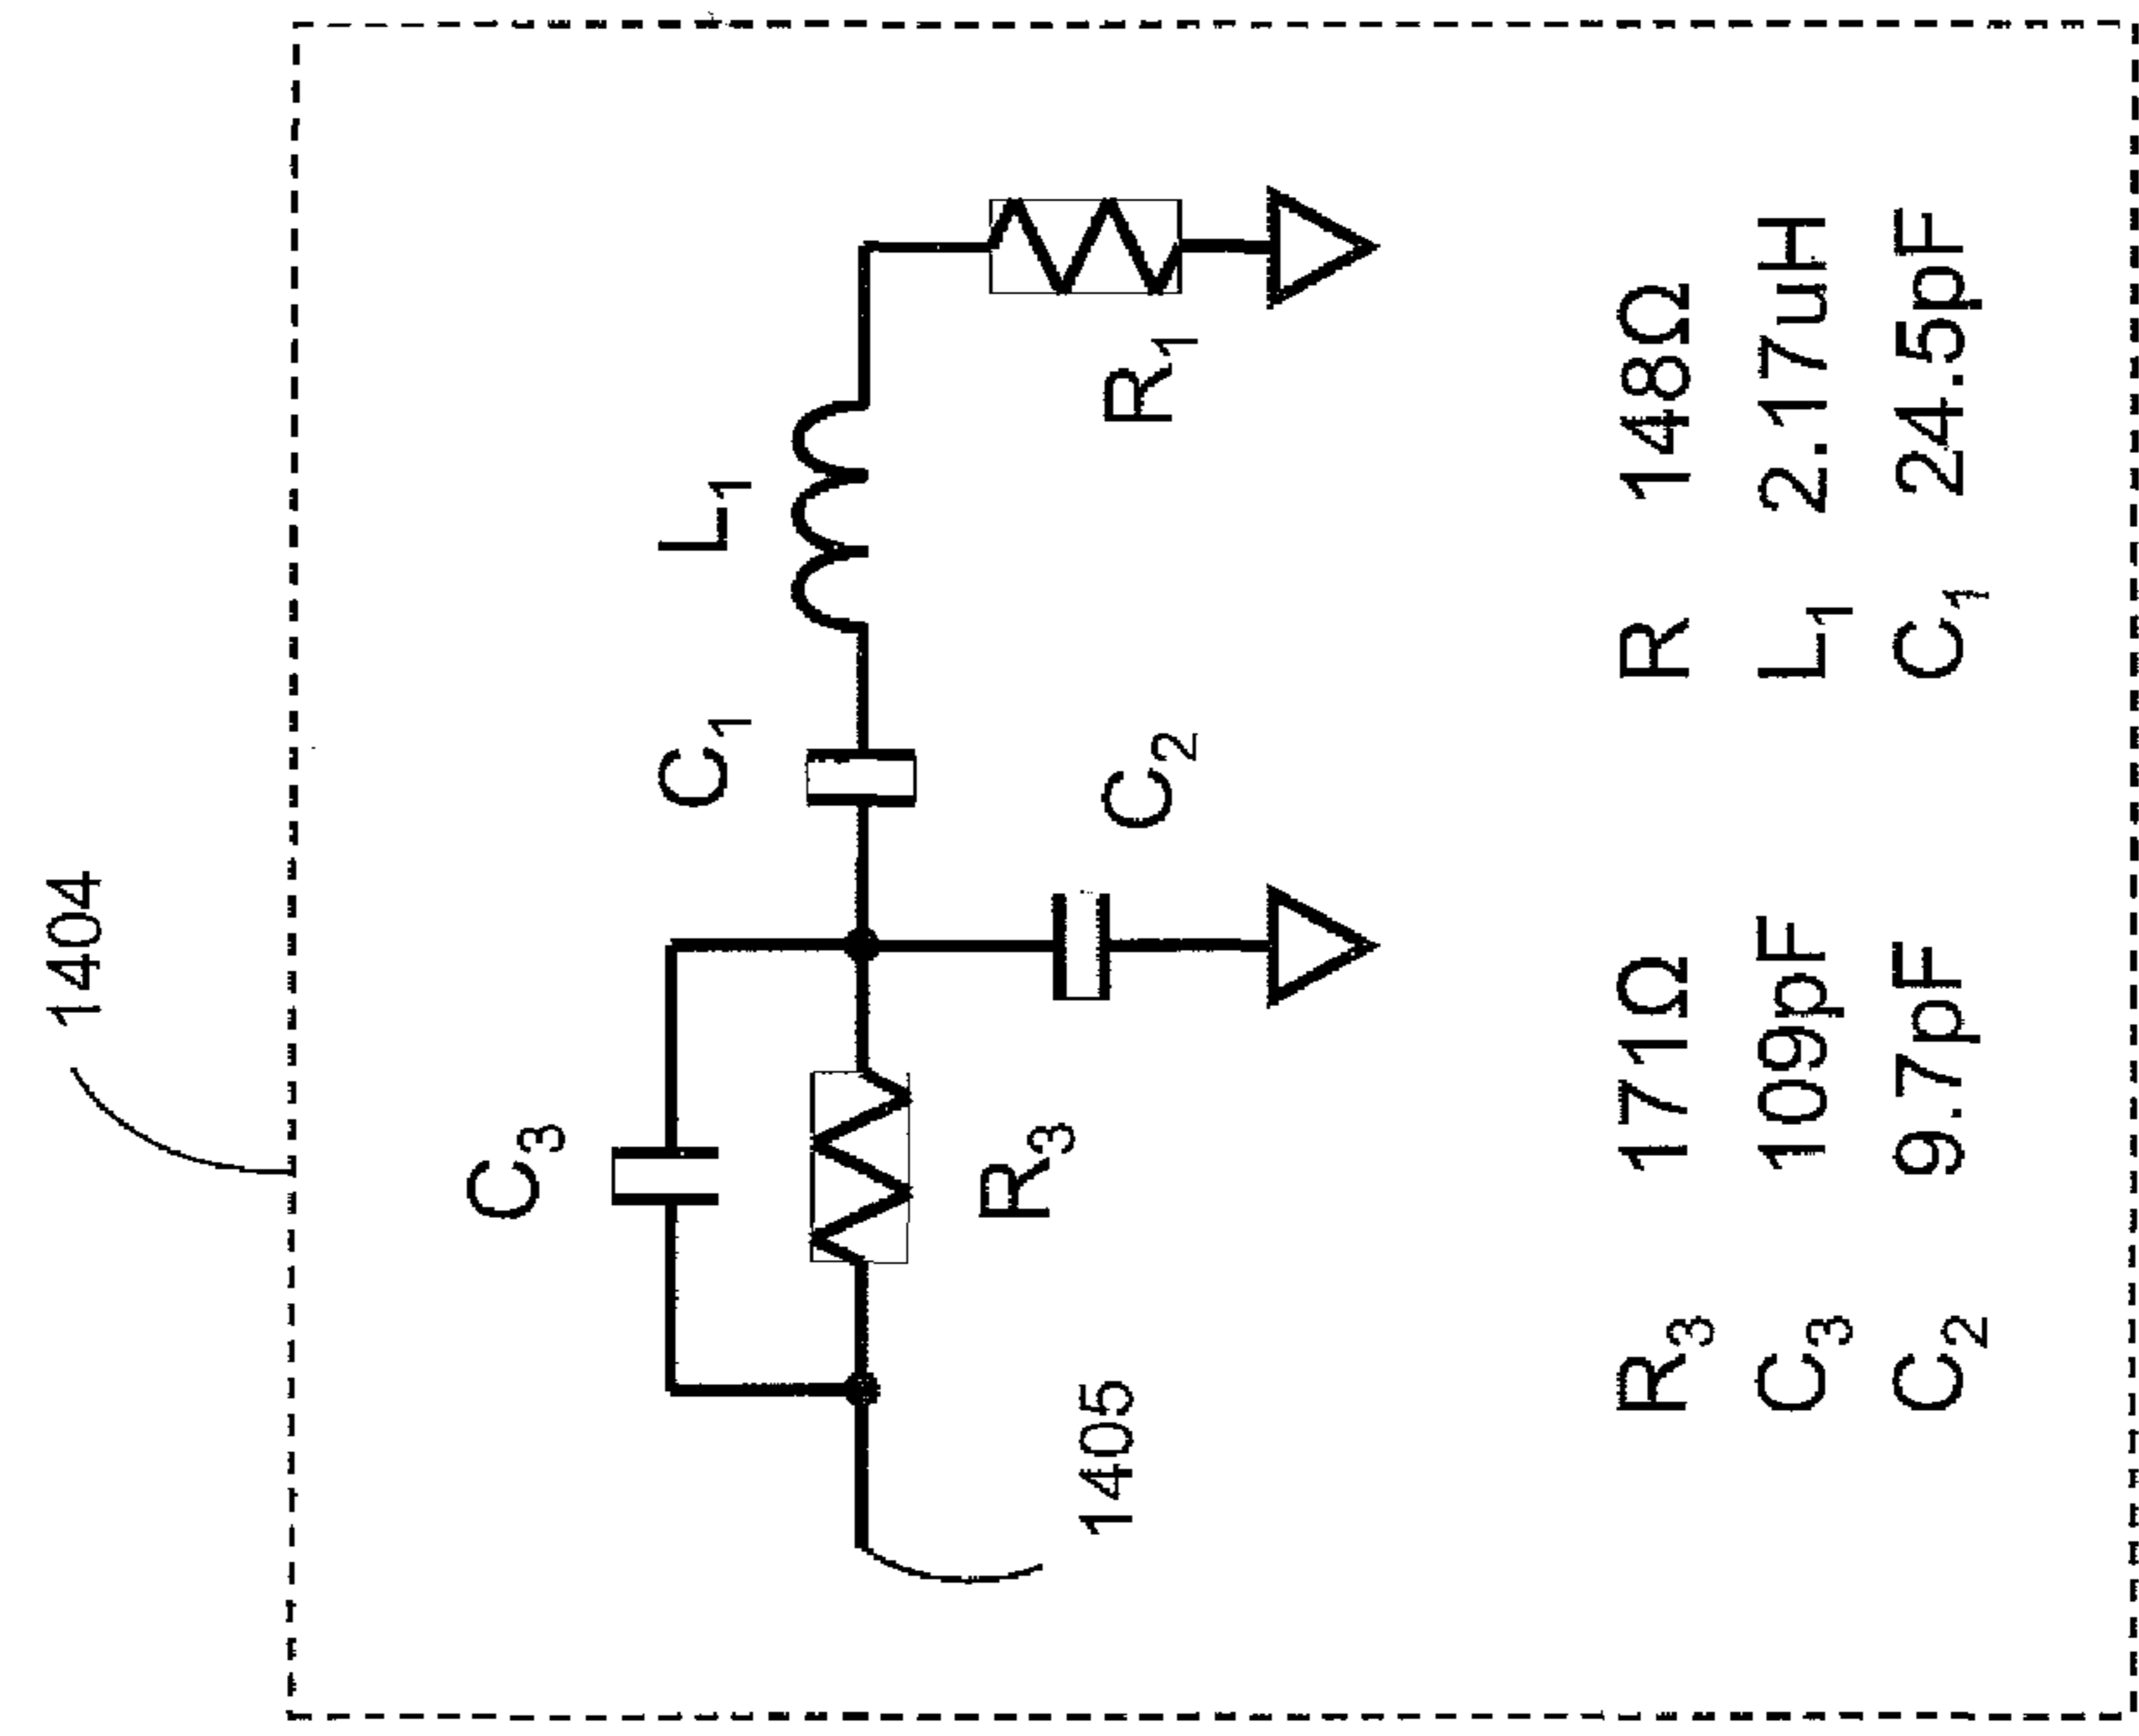 1404
C3
C1
L1
R3
C2
R1
1405
R3 171Ω R 148Ω
C3 109pF L1 2.17uH
C2 9.7pF C1 24.5pF